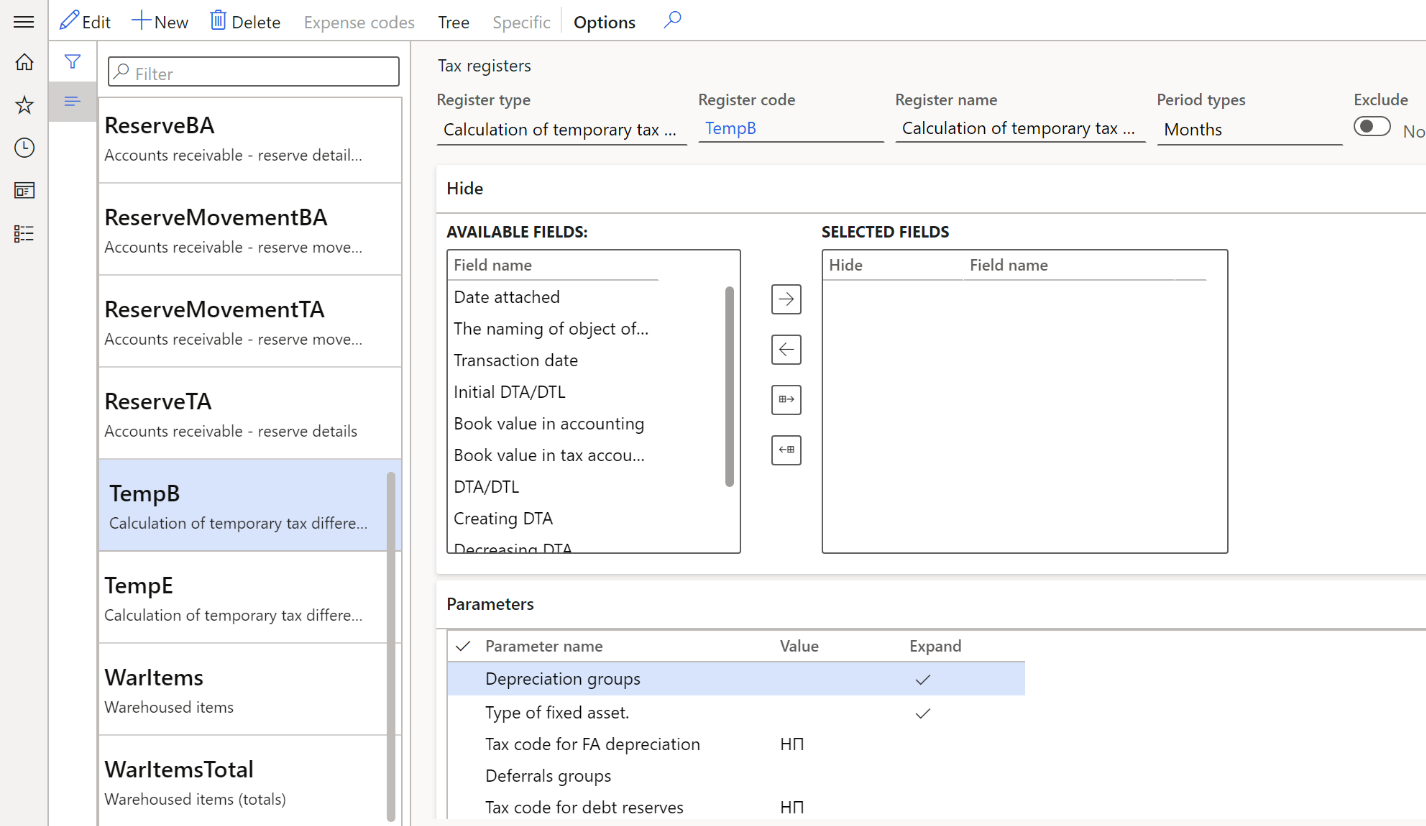 Edit New Delete Expense codes Tree Specific Options
Filter
ReserveBA
Accounts receivable - reserve detail...
ReserveMovementBA
Accounts receivable - reserve move...
ReserveMovementTA
Accounts receivable - reserve move...
ReserveTA
Accounts receivable - reserve details
TempB
Calculation of temporary tax differe...
TempE
Calculation of temporary tax differe...
WarItems
Warehoused items
WarItemsTotal
Warehoused items (totals)
Tax registers
Register type Register code Register name Period types Exclude
Calculation of temporary tax ... TempB Calculation of temporary tax ... Months No
Hide
AVAILABLE FIELDS: SELECTED FIELDS
Field name Hide Field name
Date attached
The naming of object of...
Transaction date
Initial DTA/DTL
Book value in accounting
Book value in tax accou...
DTA/DTL
Creating DTA
Decreasing DTA
Parameters
Parameter name Value Expand
Depreciation groups
Type of fixed asset.
Tax code for FA depreciation НП
Deferrals groups
Tax code for debt reserves НП